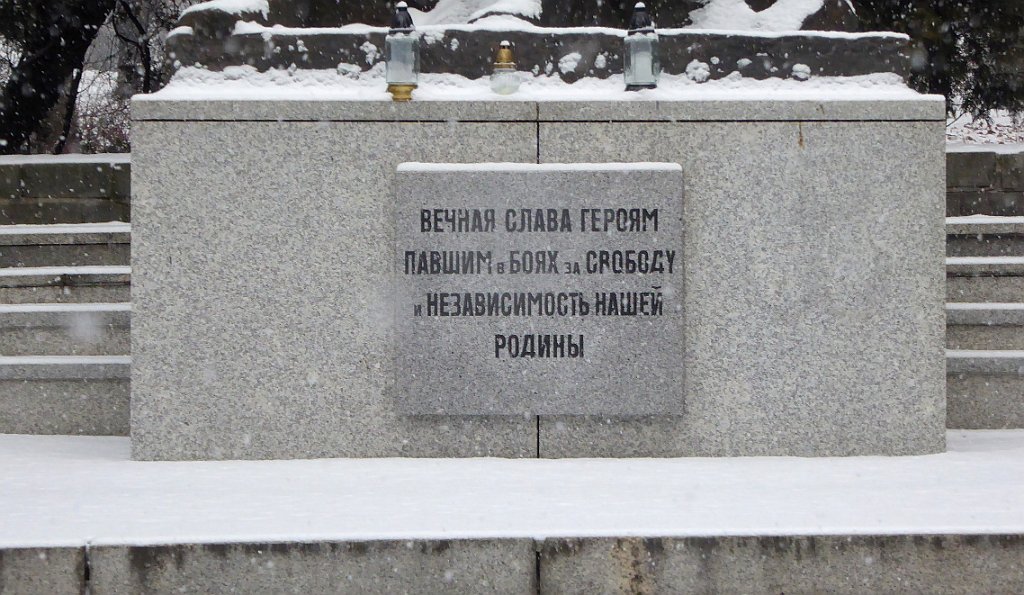 ВЕЧНАЯ СЛАВА ГЕРОЯМ
ПАВШИМ в БОЯХ за СВОБОДУ
и НЕЗАВИСИМОСТЬ НАШЕЙ
РОДИНЫ